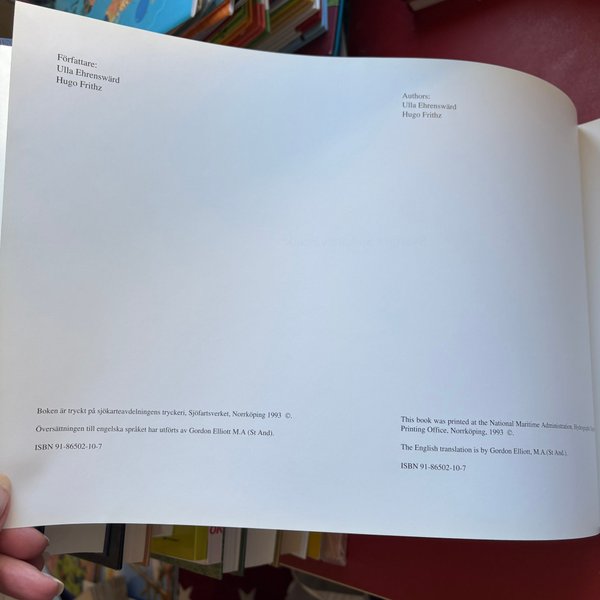 Författare:
Ulla Ehrenswärd
Hugo Frithz
Authors:
Ulla Ehrenswärd
Hugo Frithz
Boken är tryckt på sjökarteavdelningens tryckeri, Sjöfartsverket, Norrköping 1993 ©.
Översättningen till engelska språket har utförts av Gordon Elliott M.A (St And).
ISBN 91-86502-10-7
This book was printed at the National Maritime Administration,
Printing Office, Norrköping, 1993 ©.
The English translation is by Gordon Elliott, M.A.(St And.)
ISBN 91-86502-10-7